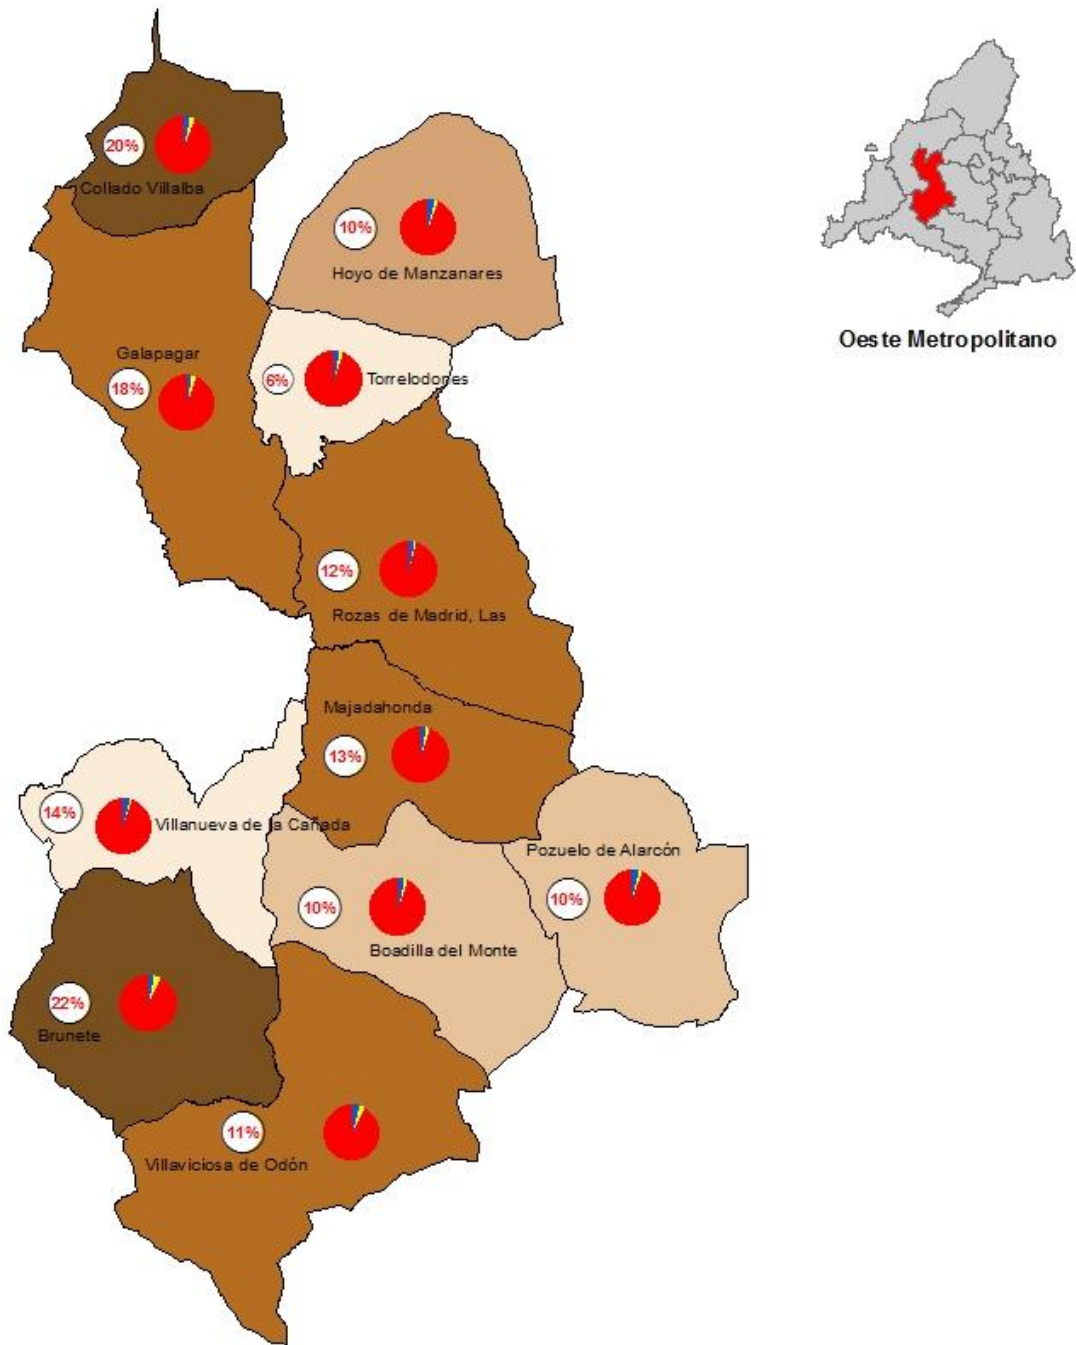 20%
Collado Villalba
10%
Hoyo de Manzanares
Oeste Metropolitano
Galapagar
18%
6%
Torrelodones
12%
Rozas de Madrid, Las
Majadahonda
13%
14%
Villanueva de la Cañada
Pozuelo de Alarcón
10%
10%
Boadilla del Monte
22%
Brunete
11%
Villaviciosa de Odón